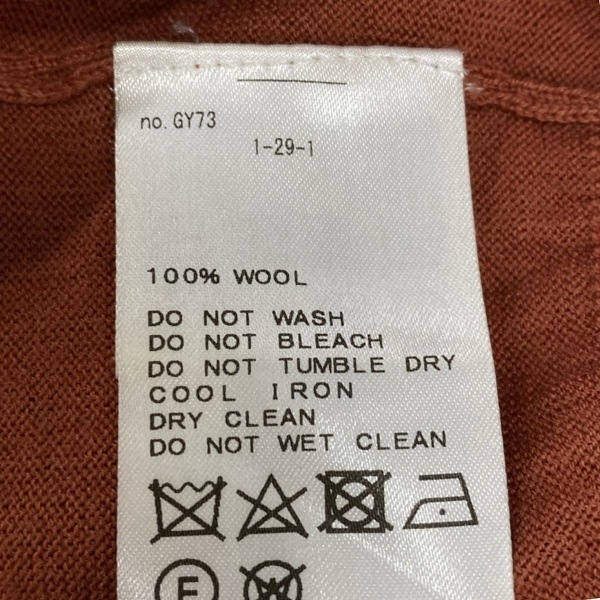 no. GY73
1-29-1
100% WOOL
DO NOT WASH
DO NOT BLEACH
DO NOT TUMBLE DRY
COOL IRON
DRY CLEAN
DO NOT WET CLEAN
F W